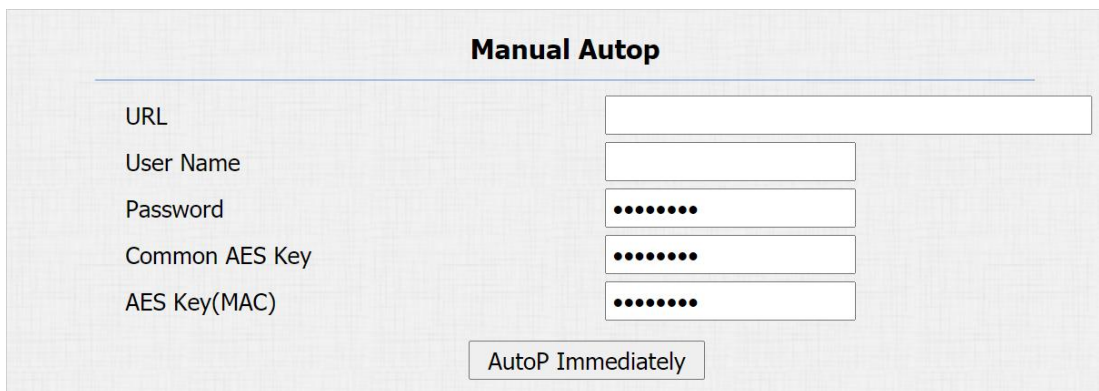 Manual Autop
URL
User Name
Password ••••••••
Common AES Key ••••••••
AES Key(MAC) ••••••••
AutoP Immediately